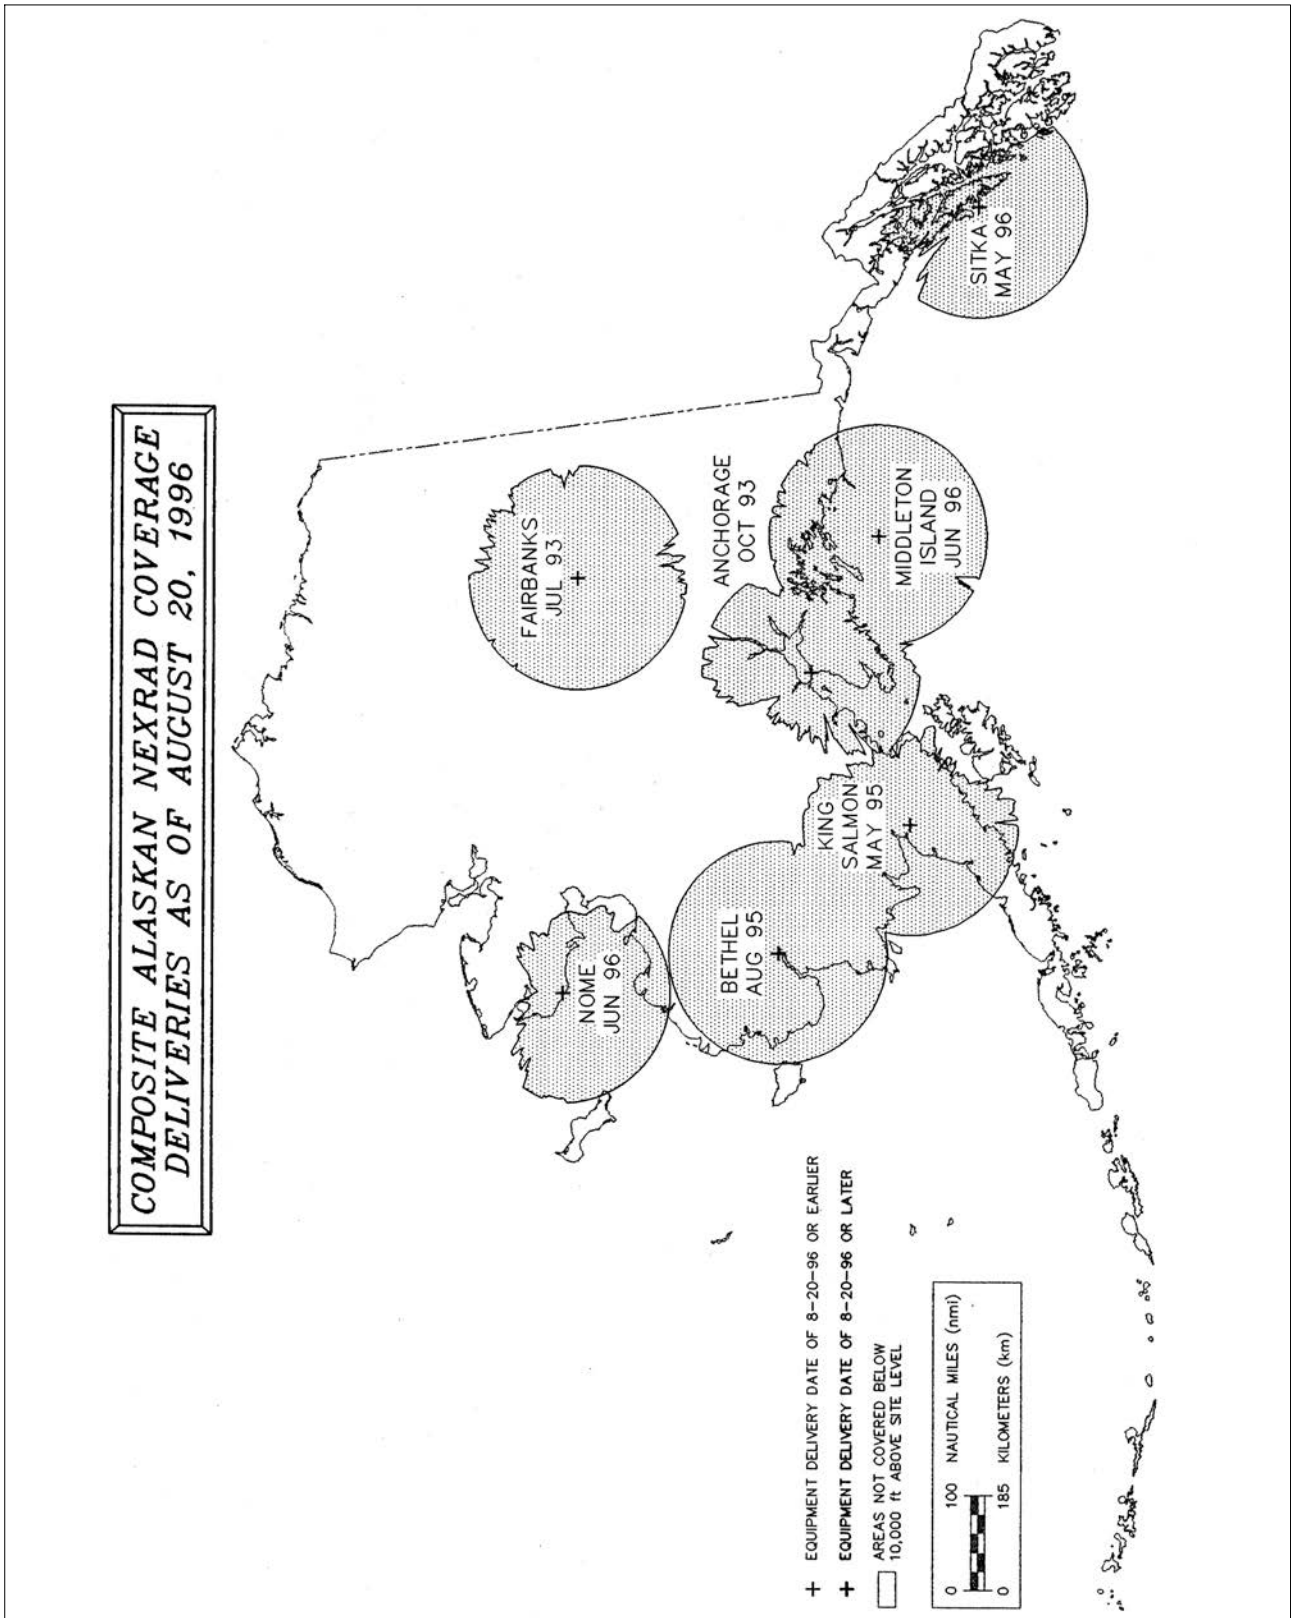 COMPOSITE ALASKAN NEXRAD COVERAGE
DELIVERIES AS OF AUGUST 20, 1996
FAIRBANKS
JUL 93
ANCHORAGE
OCT 93
NOME
JUN 96
BETHEL
AUG 95
KING
SALMON
MAY 95
MIDDLETON
ISLAND
JUN 96
SITKA
MAY 96
+ EQUIPMENT DELIVERY DATE OF 8-20-96 OR EARLIER
+ EQUIPMENT DELIVERY DATE OF 8-20-96 OR LATER
AREAS NOT COVERED BELOW
10,000 ft ABOVE SITE LEVEL
0 100 NAUTICAL MILES (nmi)
0 185 KILOMETERS (km)